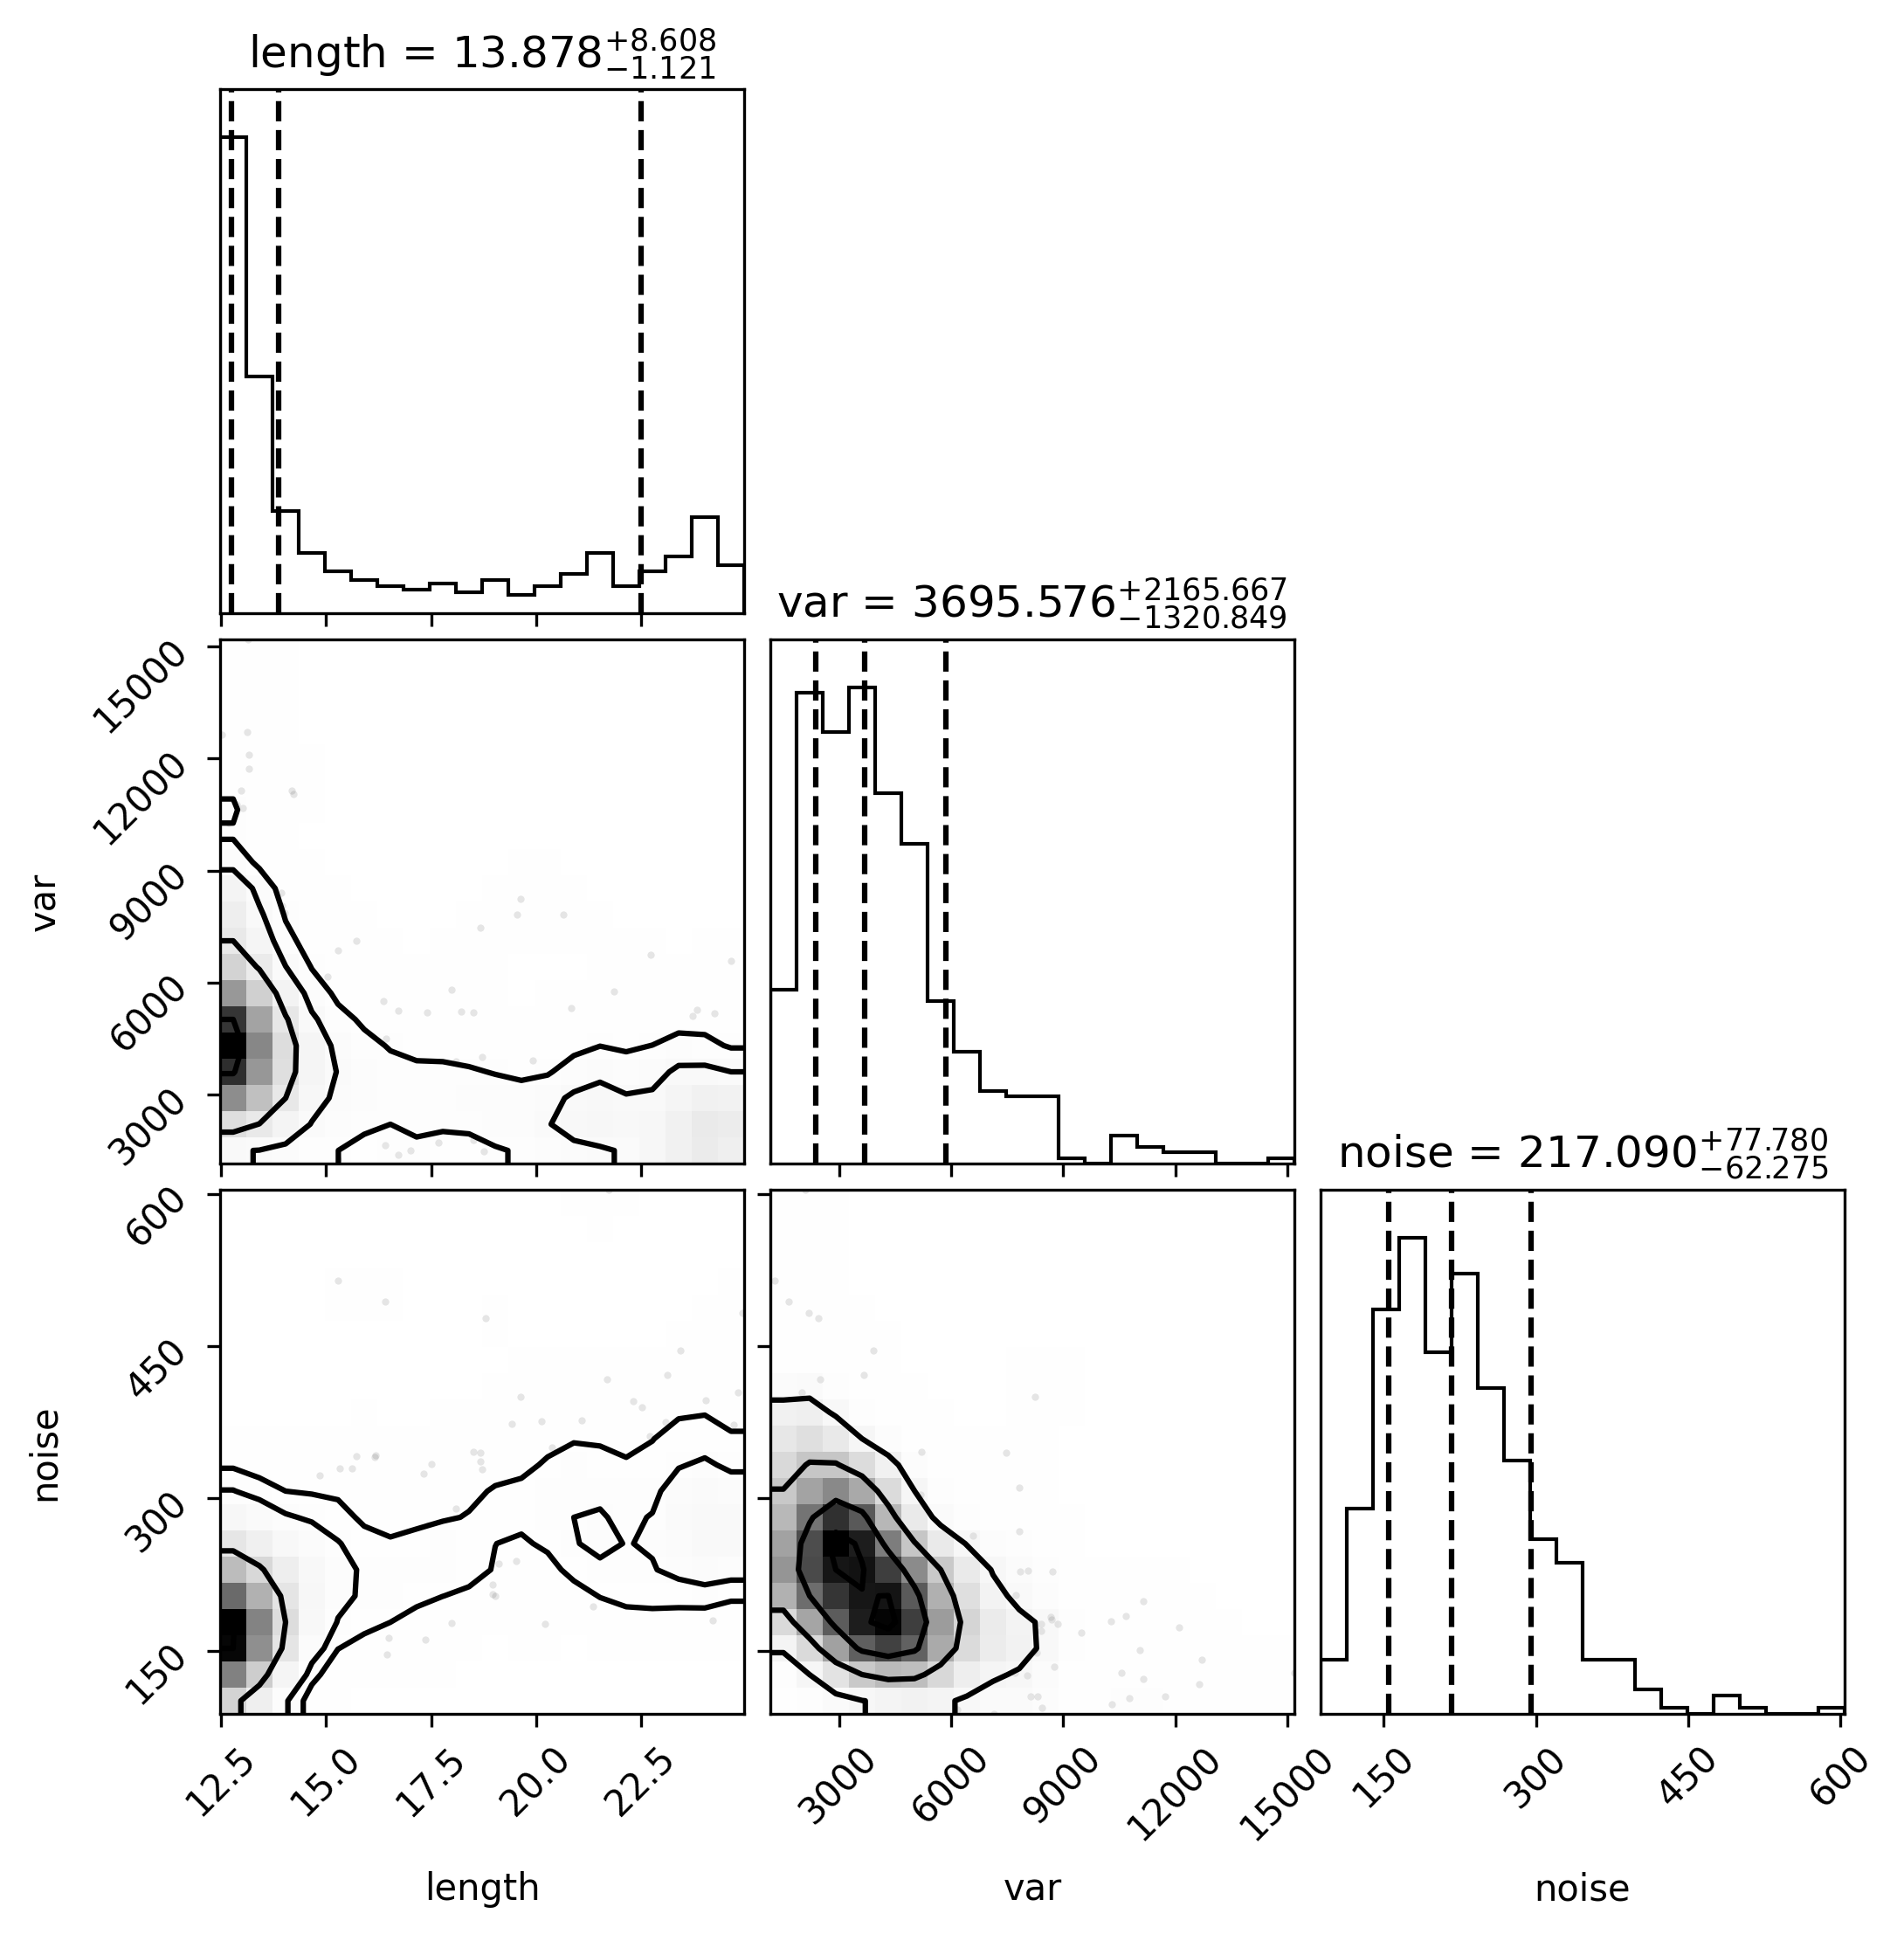 length = 13.878+8.608−1.121
var = 3695.576+2165.667−1320.849
15000
12000
9000
6000
3000
var
noise = 217.090+77.780−62.275
600
450
300
150
noise
12.5 15.0 17.5 20.0 22.5 3000 6000 9000 12000 15000 150 300 450 600
length var noise